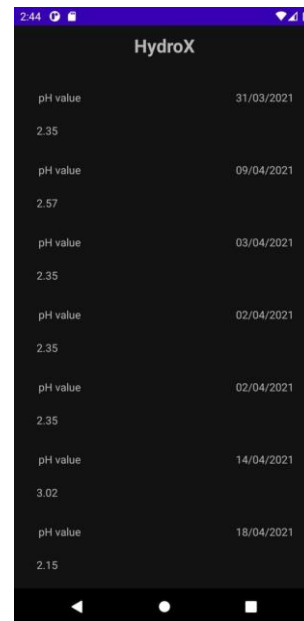 2:44
HydroX
pH value 31/03/2021
2.35
pH value 09/04/2021
2.57
pH value 03/04/2021
2.35
pH value 02/04/2021
2.35
pH value 02/04/2021
2.35
pH value 14/04/2021
3.02
pH value 18/04/2021
2.15